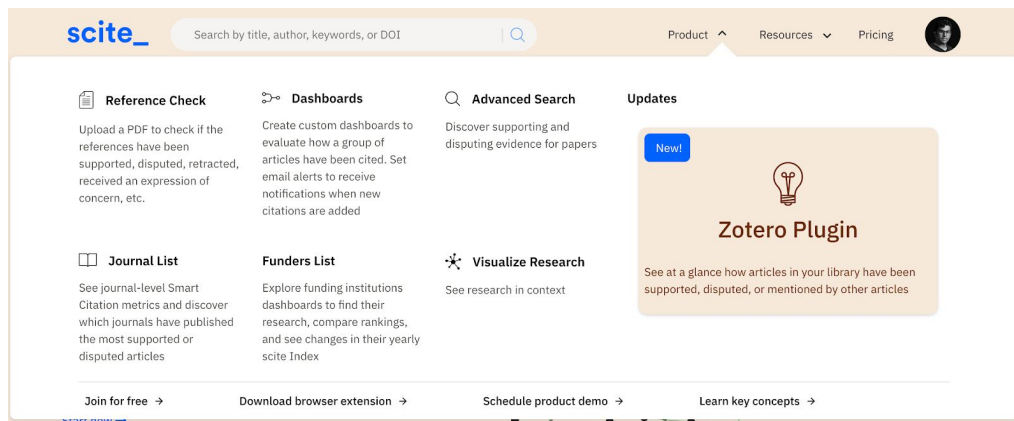 scite_
Search by title, author, keywords, or DOI
Product
Resources
Pricing
Reference Check
Upload a PDF to check if the
references have been
supported, disputed, retracted,
received an expression of
concern, etc.
Dashboards
Create custom dashboards to
evaluate how a group of
articles have been cited. Set
email alerts to receive
notifications when new
citations are added
Advanced Search
Discover supporting and
disputing evidence for papers
Updates
New!
Zotero Plugin
See at a glance how articles in your library have been
supported, disputed, or mentioned by other articles
Journal List
See journal-level Smart
Citation metrics and discover
which journals have published
the most supported or
disputed articles
Funders List
Explore funding institutions
dashboards to find their
research, compare rankings,
and see changes in their yearly
scite Index
Visualize Research
See research in context
Join for free →
Download browser extension →
Schedule product demo →
Learn key concepts →